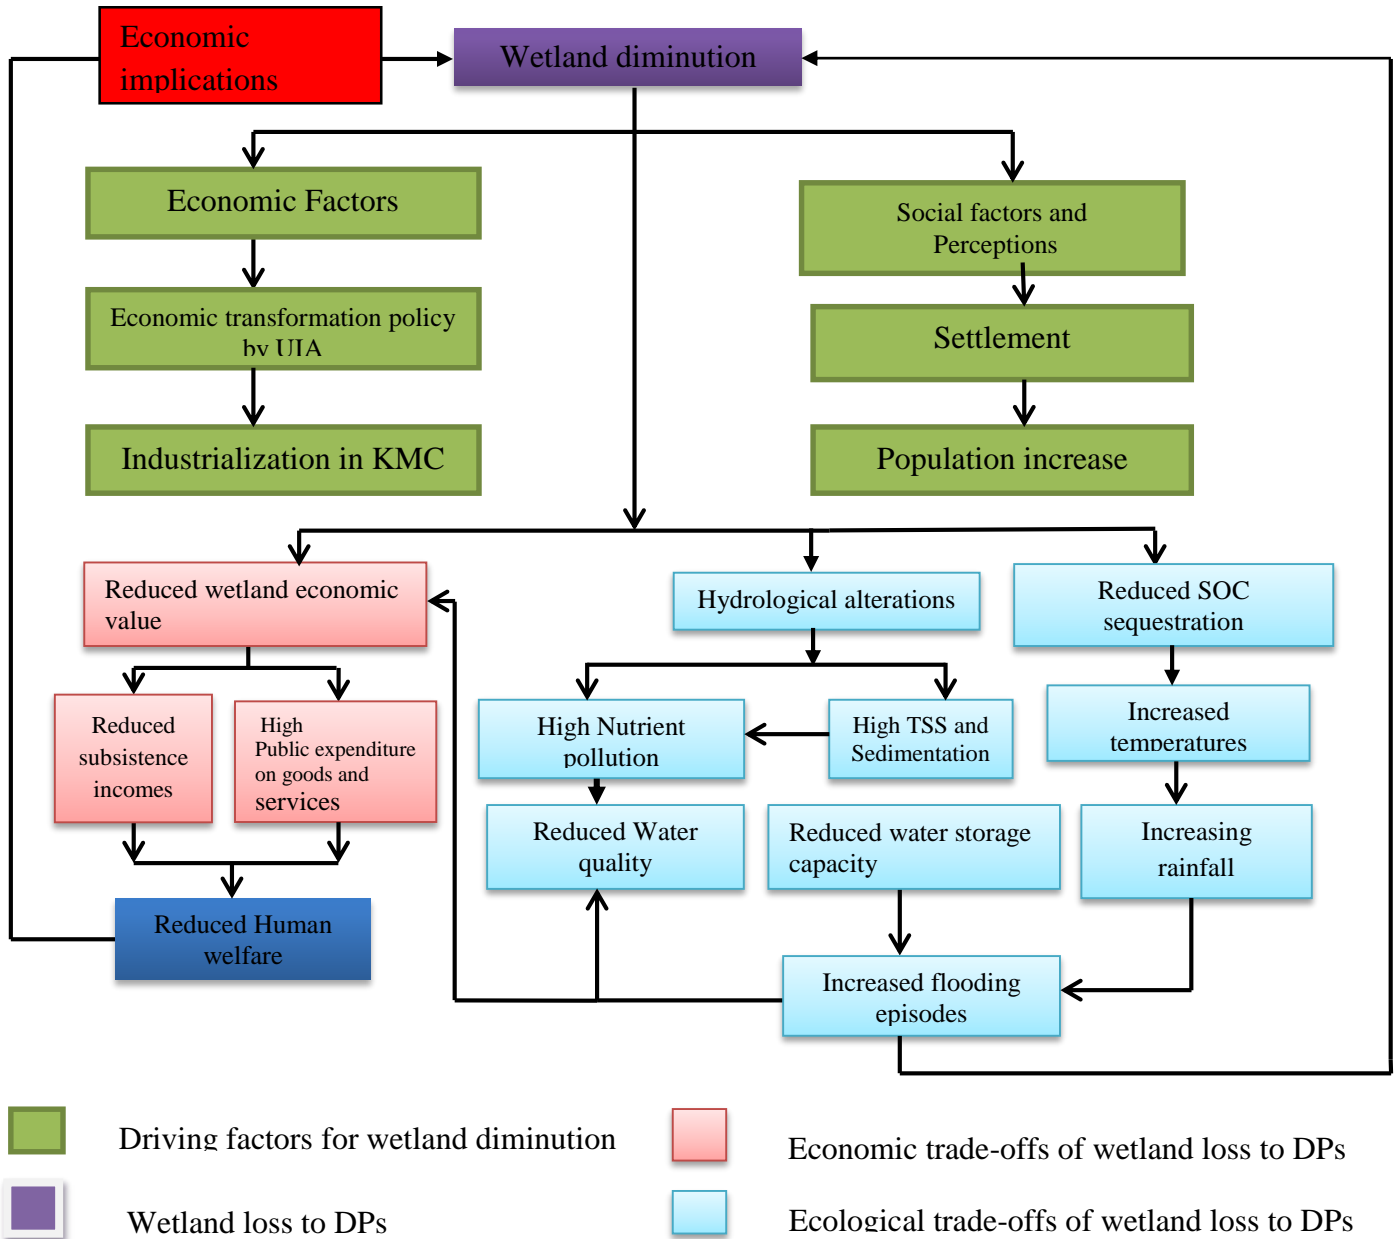 Economic
implications
Wetland diminution
Economic Factors
Social factors and
Perceptions
Economic transformation policy
by UIA
Settlement
Industrialization in KMC
Population increase
Reduced wetland economic
value
Hydrological alterations
Reduced SOC
sequestration
Reduced
subsistence
incomes
High
Public expenditure
on goods and
services
High Nutrient
pollution
High TSS and
Sedimentation
Increased
temperatures
Reduced Water
quality
Reduced water storage
capacity
Increasing
rainfall
Reduced Human
welfare
Increased flooding
episodes
Driving factors for wetland diminution
Economic trade-offs of wetland loss to DPs
Wetland loss to DPs
Ecological trade-offs of wetland loss to DPs